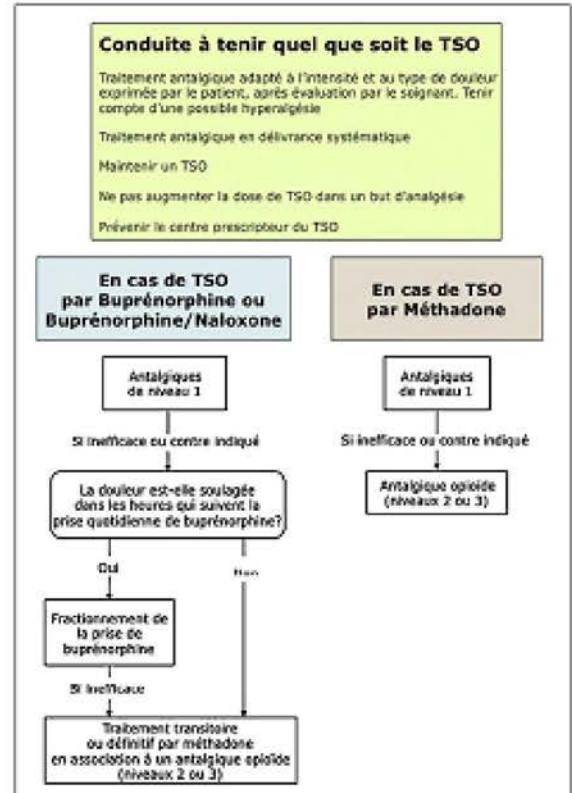 Conduite à tenir quel que soit le TSO
Traitement antalgique adapté à l'intensité et au type de douleur
exprimée par le patient, après évaluation par le soignant. Tenir
compte d'une possible hyperalgésie
Traitement antalgique en délivrance systématique
Maintenir un TSO
Ne pas augmenter la dose de TSO dans un but d'analgésie
Prévenir le centre prescripteur du TSO
En cas de TSO
par Buprénorphine ou
Buprénorphine/Naloxone
Antalgiques
de niveau 1
Si inefficace ou contre indiqué
La douleur est-elle soulagée
dans les heures qui suivent la
prise quotidienne de buprénorphine?
Oui
Non
Fractionnement de
la prise de
buprénorphine
Si inefficace
Traitement transitoire
ou définitif par méthadone
en association à un antalgique opioïde
(niveaux 2 ou 3)
En cas de TSO
par Méthadone
Antalgiques
de niveau 1
Si inefficace ou contre indiqué
Antalgique opioïde
(niveaux 2 ou 3)